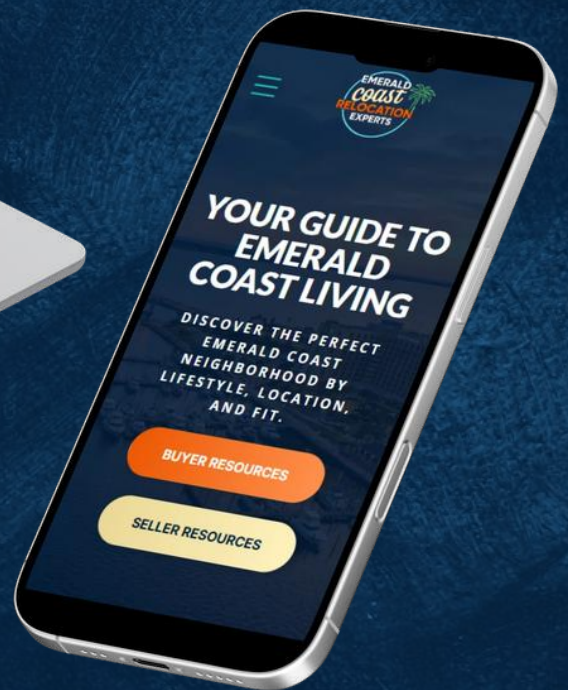 EMERALD
coast
RELOCATION
EXPERTS
YOUR GUIDE TO
EMERALD
COAST LIVING
DISCOVER THE PERFECT
EMERALD COAST
NEIGHBORHOOD BY
LIFESTYLE, LOCATION,
AND FIT.
BUYER RESOURCES
SELLER RESOURCES